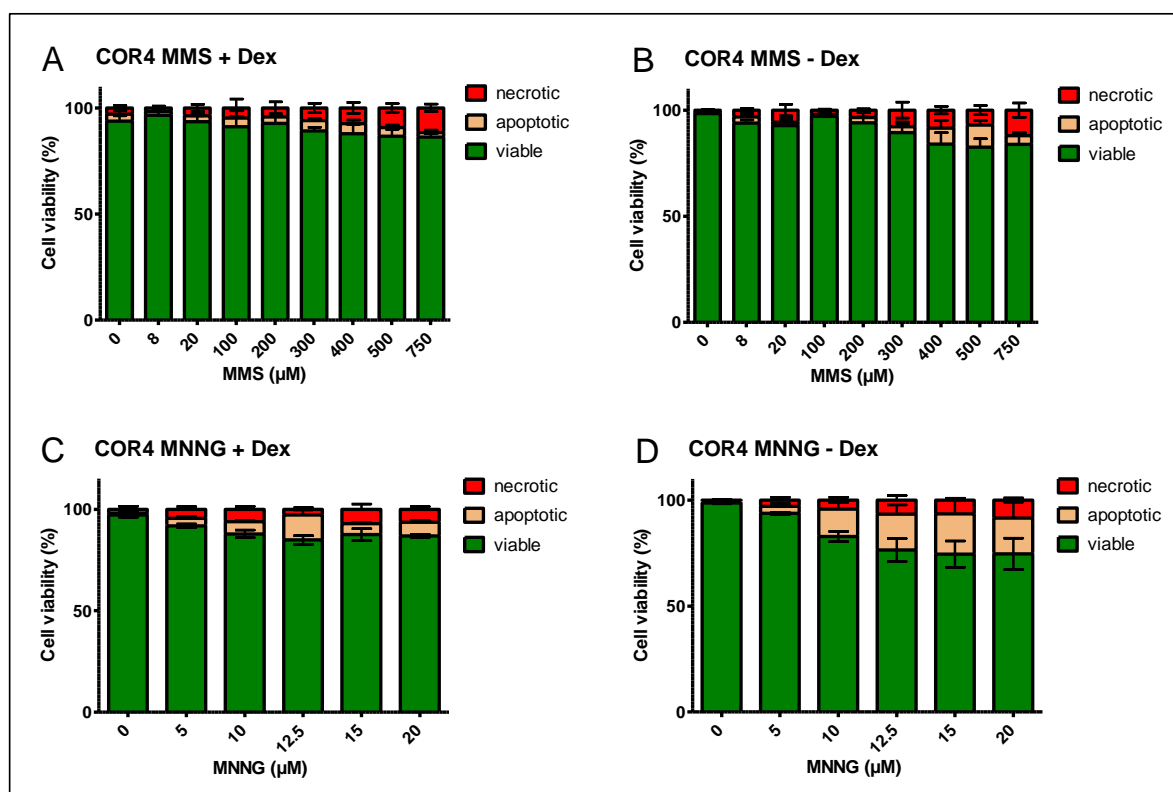 A COR4 MMS + Dex
100
50
0
Cell viability (%)
0 8 20 100 200 300 400 500 750
MMS (µM)
necrotic
apoptotic
viable
B COR4 MMS - Dex
100
50
0
Cell viability (%)
0 8 20 100 200 300 400 500 750
MMS (µM)
necrotic
apoptotic
viable
C COR4 MNNG + Dex
100
50
0
Cell viability (%)
0 5 10 12.5 15 20
MNNG (µM)
necrotic
apoptotic
viable
D COR4 MNNG - Dex
100
50
0
Cell viability (%)
0 5 10 12.5 15 20
MNNG (µM)
necrotic
apoptotic
viable